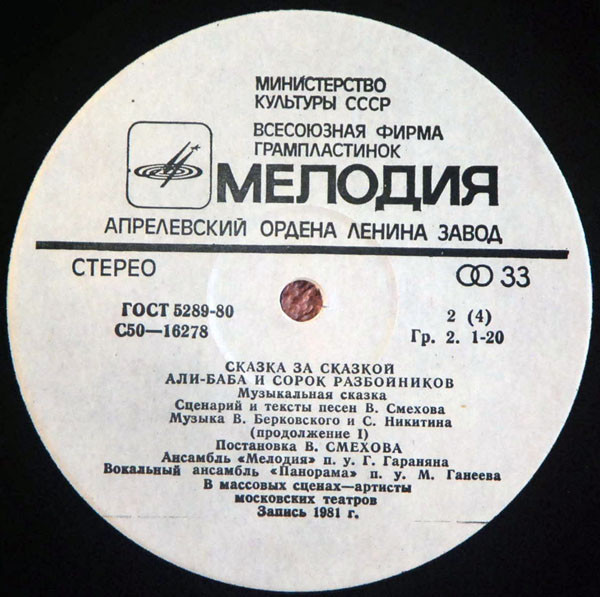 МИНИСТЕРСТВО
КУЛЬТУРЫ СССР
ВСЕСОЮЗНАЯ ФИРМА
ГРАМПЛАСТИНОК
МЕЛОДИЯ
АПРЕЛЕВСКИЙ ОРДЕНА ЛЕНИНА ЗАВОД
СТЕРЕО 33
ГОСТ 5289-80 2 (4)
С50—16278 Гр. 2. 1-20
СКАЗКА ЗА СКАЗКОЙ
АЛИ-БАБА И СОРОК РАЗБОЙНИКОВ
Музыкальная сказка
Сценарий и тексты песен В. Смехова
Музыка В. Берковского и С. Никитина
(продолжение I)
Постановка В. СМЕХОВА
Ансамбль «Мелодия» п. у. Г. Гараняна
Вокальный ансамбль «Панорама» п. у. М. Ганеева
В массовых сценах—артисты
московских театров
Запись 1981 г.